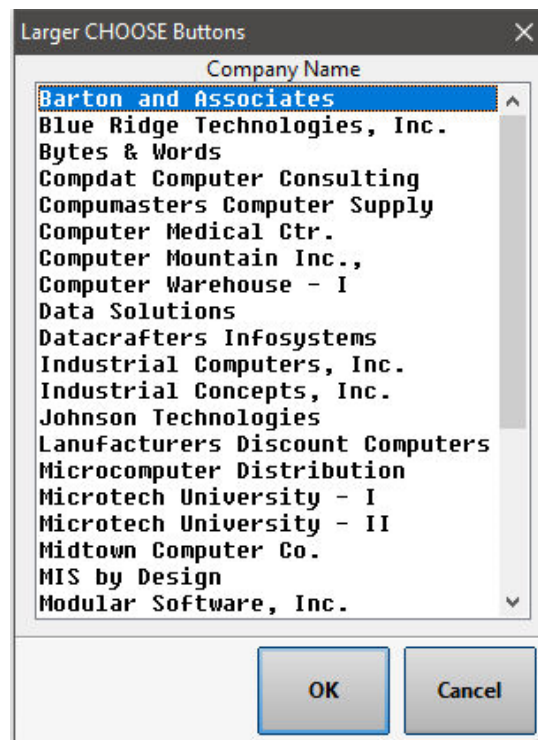 Larger CHOOSE Buttons
Company Name
Barton and Associates
Blue Ridge Technologies, Inc.
Bytes & Words
Compdat Computer Consulting
Compumasters Computer Supply
Computer Medical Ctr.
Computer Mountain Inc.,
Computer Warehouse - I
Data Solutions
Datacrafters Infosystems
Industrial Computers, Inc.
Industrial Concepts, Inc.
Johnson Technologies
Lanufacturers Discount Computers
Microcomputer Distribution
Microtech University - I
Microtech University - II
Midtown Computer Co.
MIS by Design
Modular Software, Inc.
OK Cancel